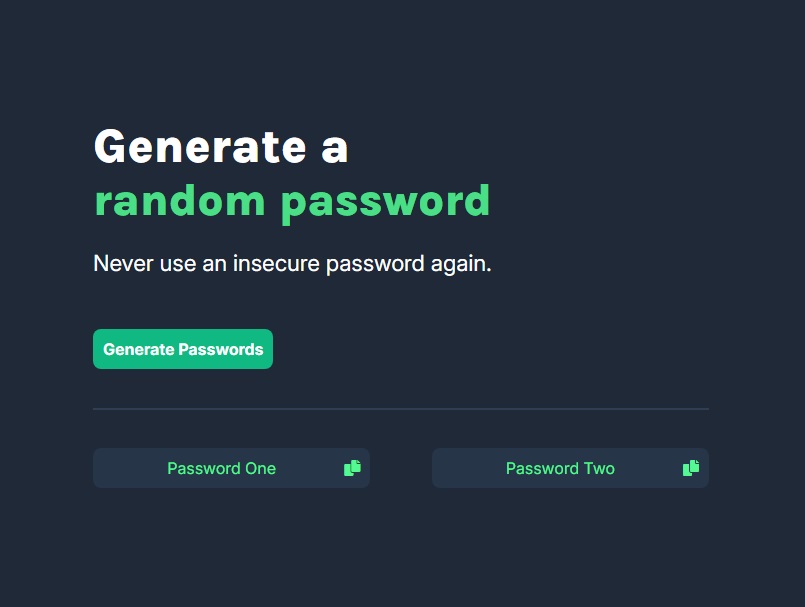 Generate a
random password
Never use an insecure password again.
Generate Passwords
Password One
Password Two